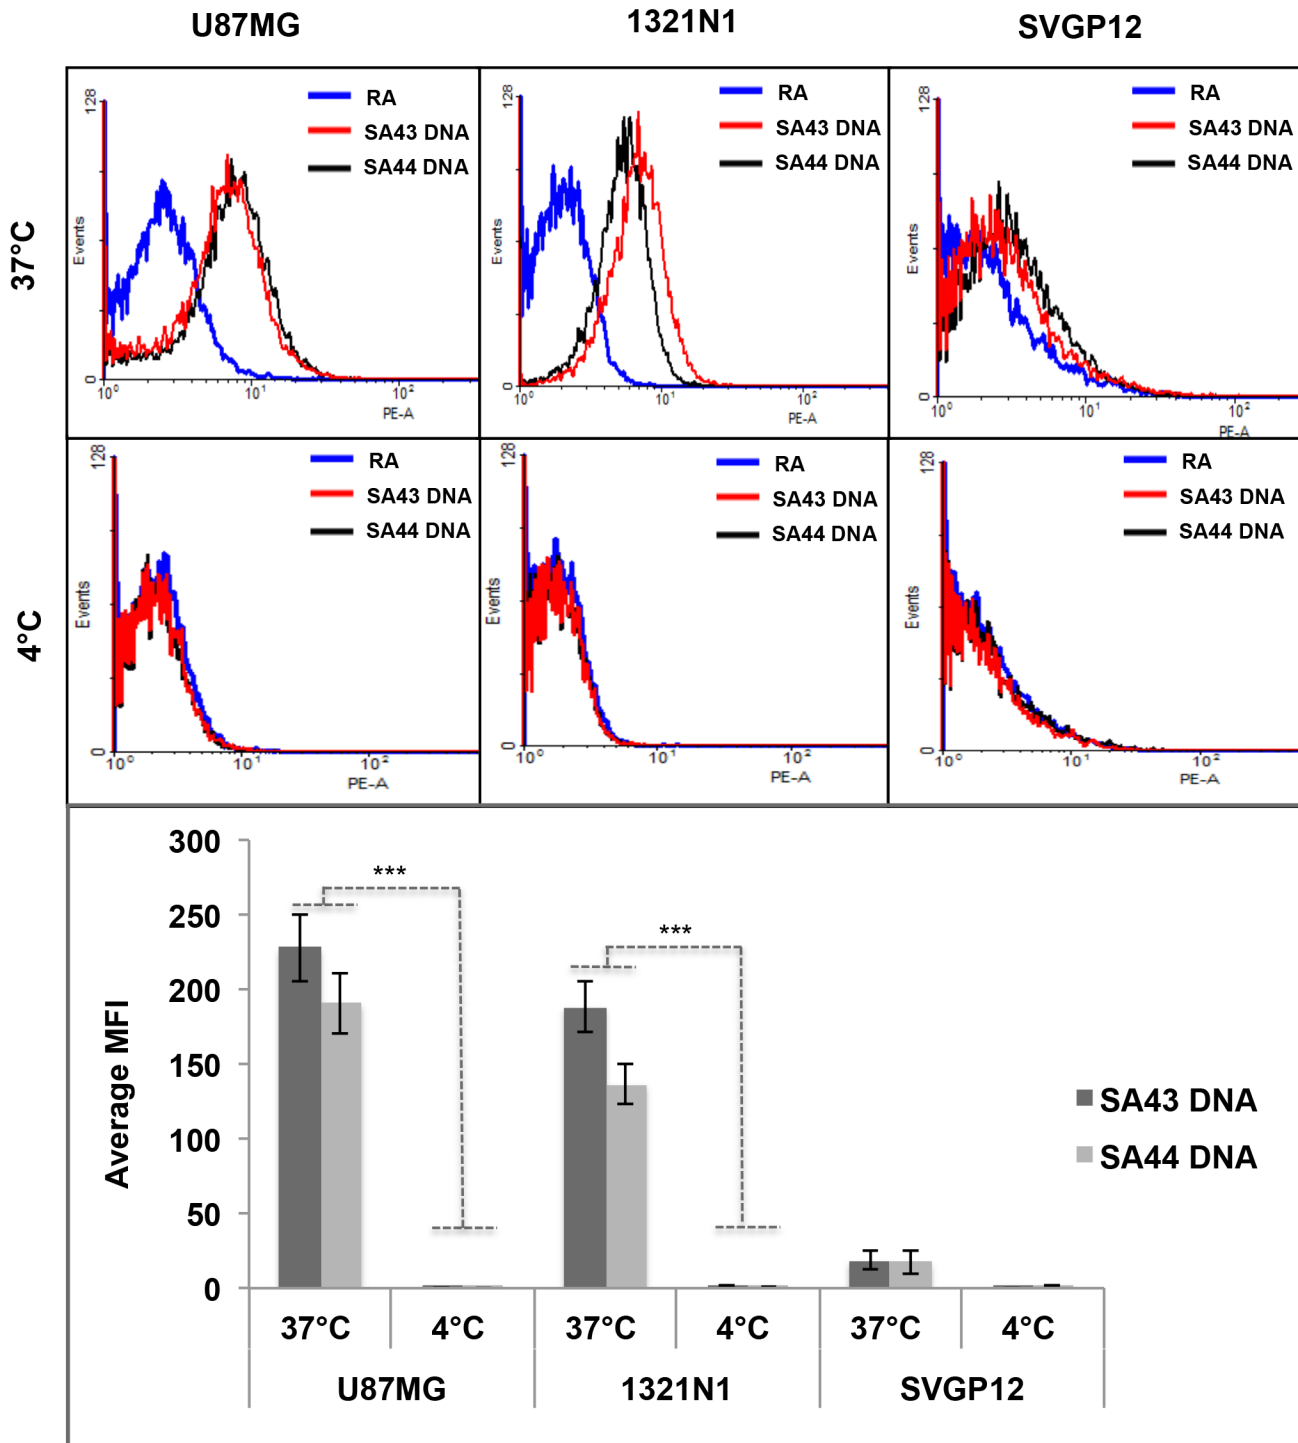 U87MG 1321N1 SVGP12
37°C
128
Events
0
RA
SA43 DNA
SA44 DNA
10⁰ 10¹ 10²
PE-A
128
Events
0
RA
SA43 DNA
SA44 DNA
10⁰ 10¹ 10²
PE-A
128
Events
0
RA
SA43 DNA
SA44 DNA
10⁰ 10¹ 10²
PE-A
4°C
128
Events
0
RA
SA43 DNA
SA44 DNA
10⁰ 10¹ 10²
PE-A
128
Events
0
RA
SA43 DNA
SA44 DNA
10⁰ 10¹ 10²
PE-A
128
Events
0
RA
SA43 DNA
SA44 DNA
10⁰ 10¹ 10²
PE-A
Average MFI
300
250
200
150
100
50
0
***
***
SA43 DNA
SA44 DNA
37°C 4°C 37°C 4°C 37°C 4°C
U87MG 1321N1 SVGP12